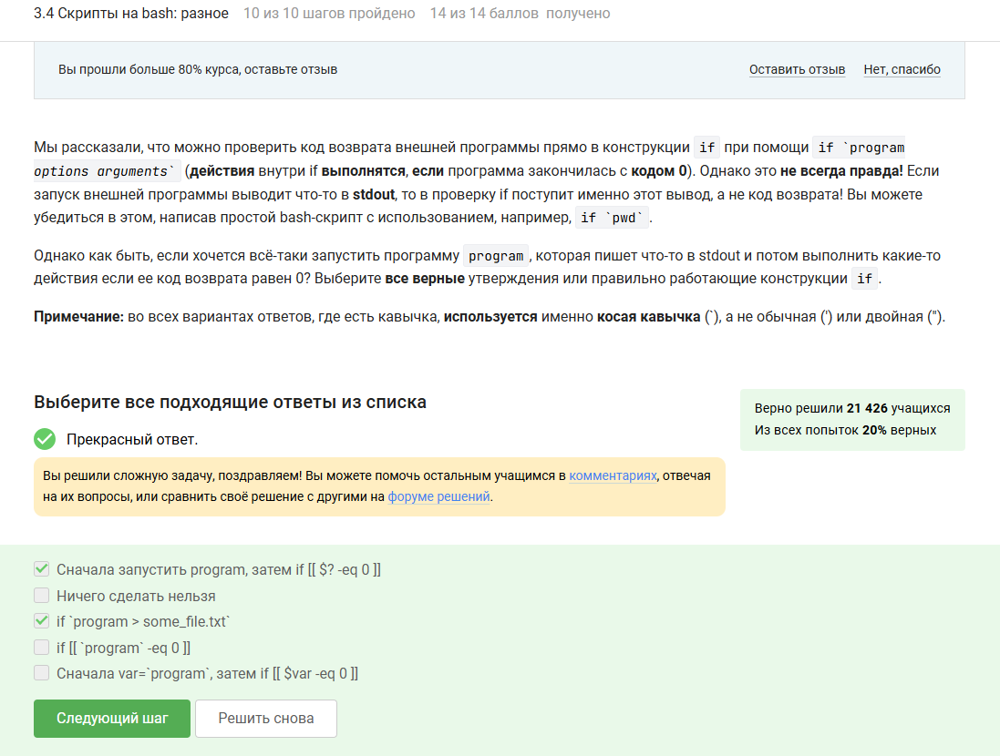 3.4 Скрипты на bash: разное 10 из 10 шагов пройдено 14 из 14 баллов получено
Вы прошли больше 80% курса, оставьте отзыв Оставить отзыв Нет, спасибо
Мы рассказали, что можно проверить код возврата внешней программы прямо в конструкции if при помощи if `program
options arguments` (действия внутри if выполнятся, если программа закончилась с кодом 0). Однако это не всегда правда! Если
запуск внешней программы выводит что-то в stdout, то в проверку if поступит именно этот вывод, а не код возврата! Вы можете
убедиться в этом, написав простой bash-скрипт с использованием, например, if `pwd`.
Однако как быть, если хочется всё-таки запустить программу program, которая пишет что-то в stdout и потом выполнить какие-то
действия если ее код возврата равен 0? Выберите все верные утверждения или правильно работающие конструкции if.
Примечание: во всех вариантах ответов, где есть кавычка, используется именно косая кавычка (`), а не обычная (') или двойная (").
Выберите все подходящие ответы из списка
Верно решили 21 426 учащихся
Из всех попыток 20% верных
Прекрасный ответ.
Вы решили сложную задачу, поздравляем! Вы можете помочь остальным учащимся в комментариях, отвечая
на их вопросы, или сравнить своё решение с другими на форуме решений.
Сначала запустить program, затем if [[ $? -eq 0 ]]
Ничего сделать нельзя
if `program > some_file.txt`
if [[ `program` -eq 0 ]]
Сначала var=`program`, затем if [[ $var -eq 0 ]]
Следующий шаг Решить снова